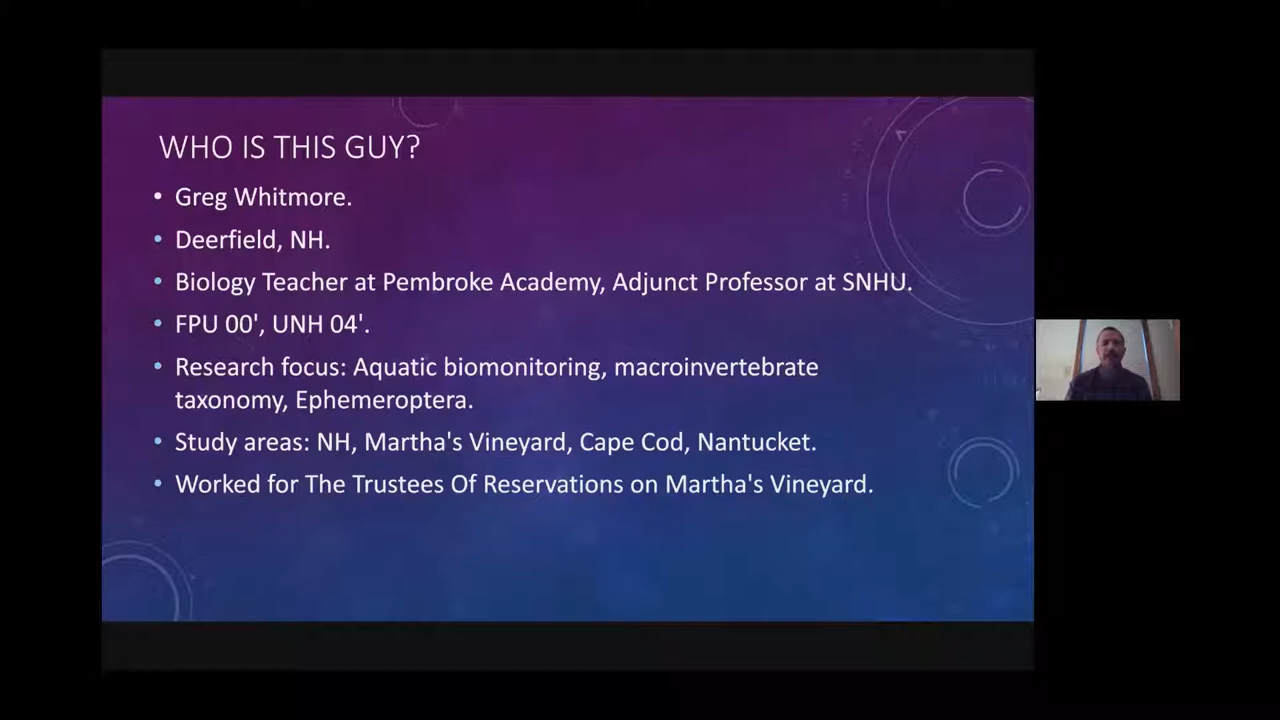 WHO IS THIS GUY?
• Greg Whitmore.
• Deerfield, NH.
• Biology Teacher at Pembroke Academy, Adjunct Professor at SNHU.
• FPU 00', UNH 04'.
• Research focus: Aquatic biomonitoring, macroinvertebrate
taxonomy, Ephemeroptera.
• Study areas: NH, Martha's Vineyard, Cape Cod, Nantucket.
• Worked for The Trustees Of Reservations on Martha's Vineyard.